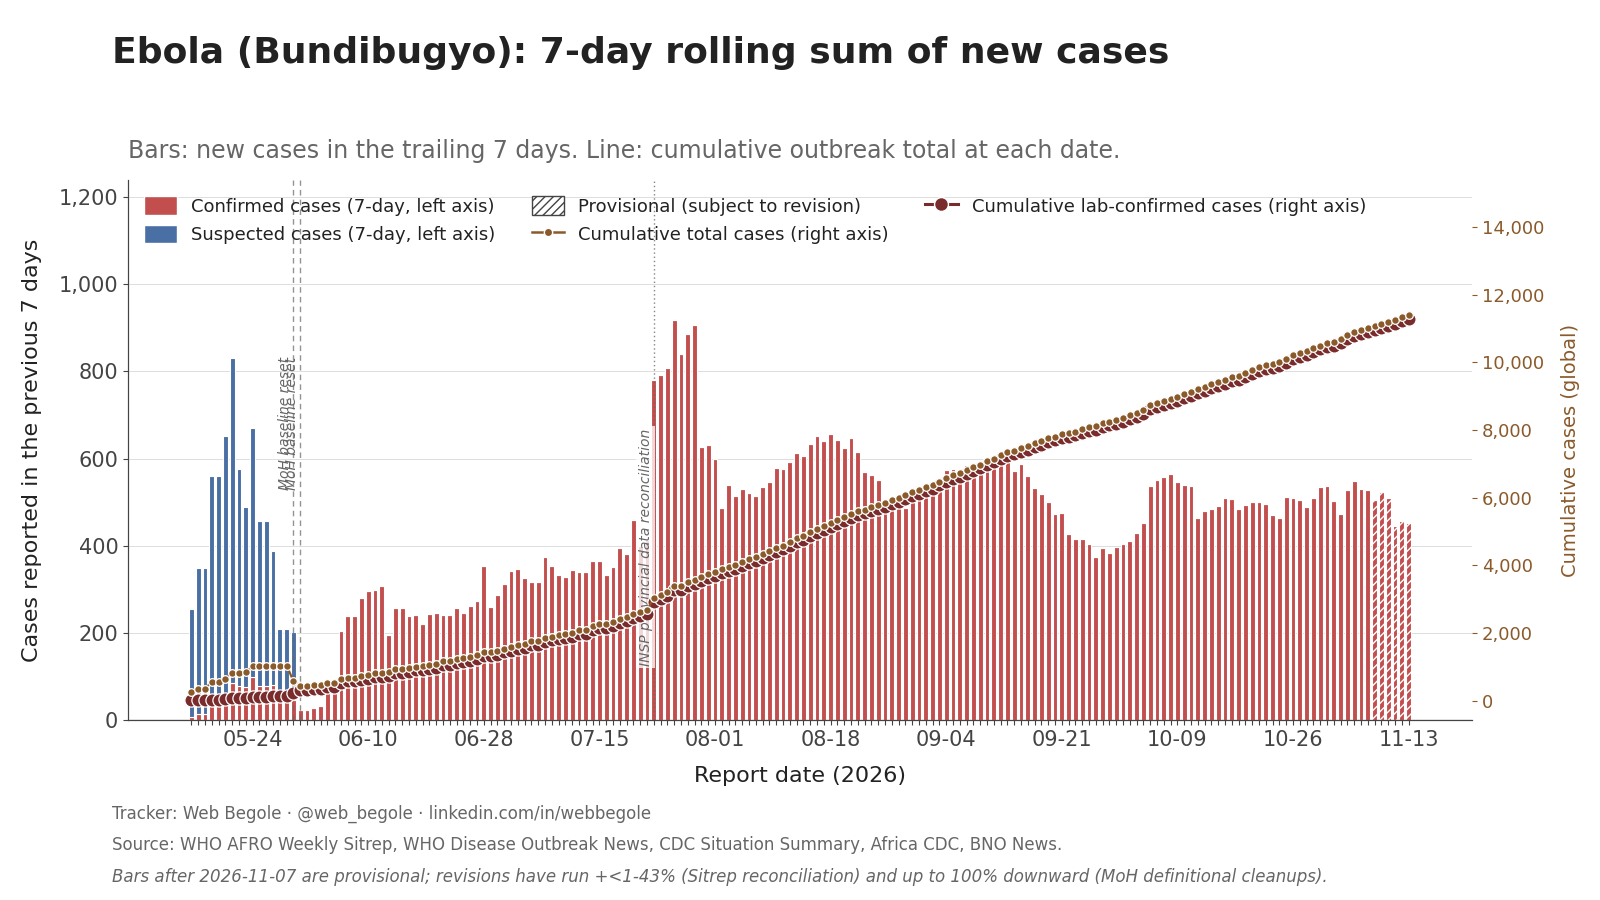 Ebola (Bundibugyo): 7-day rolling sum of new cases
Bars: new cases in the trailing 7 days. Line: cumulative outbreak total at each date.
Confirmed cases (7-day, left axis)
Suspected cases (7-day, left axis)
Provisional (subject to revision)
Cumulative total cases (right axis)
Cumulative lab-confirmed cases (right axis)
Cases reported in the previous 7 days
1,200
1,000
800
600
400
200
0
MoH baseline reset
MoH baseline reset
INSP provincial data reconciliation
14,000
12,000
10,000
8,000
6,000
4,000
2,000
0
Cumulative cases (global)
05-24 06-10 06-28 07-15 08-01 08-18 09-04 09-21 10-09 10-26 11-13
Report date (2026)
Tracker: Web Begole · @web_begole · linkedin.com/in/webbegole
Source: WHO AFRO Weekly Sitrep, WHO Disease Outbreak News, CDC Situation Summary, Africa CDC, BNO News.
Bars after 2026-11-07 are provisional; revisions have run +<1-43% (Sitrep reconciliation) and up to 100% downward (MoH definitional cleanups).